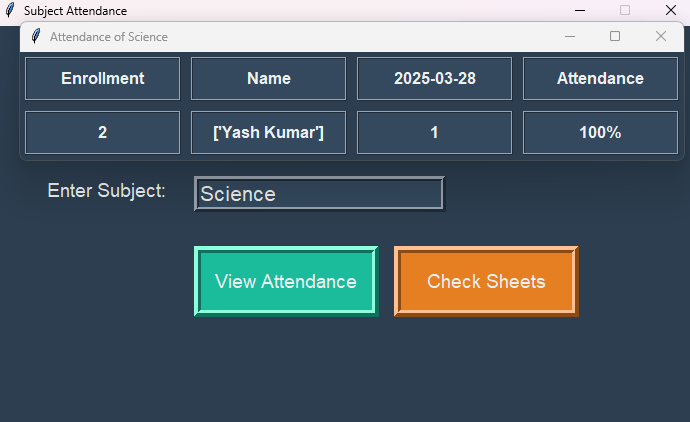 Subject Attendance
Attendance of Science
Enrollment Name 2025-03-28 Attendance
2 ['Yash Kumar'] 1 100%
Enter Subject: Science
View Attendance Check Sheets